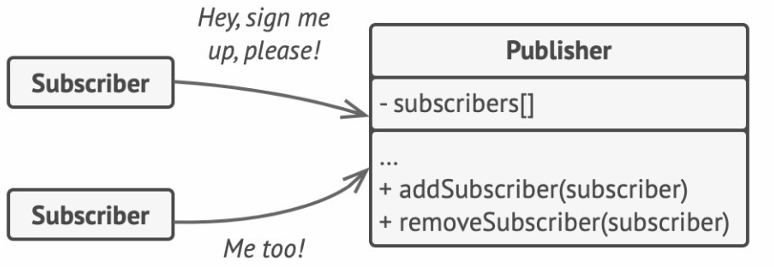 Hey, sign me
up, please!
Subscriber
Subscriber
Me too!
Publisher
- subscribers[]
...
+ addSubscriber(subscriber)
+ removeSubscriber(subscriber)